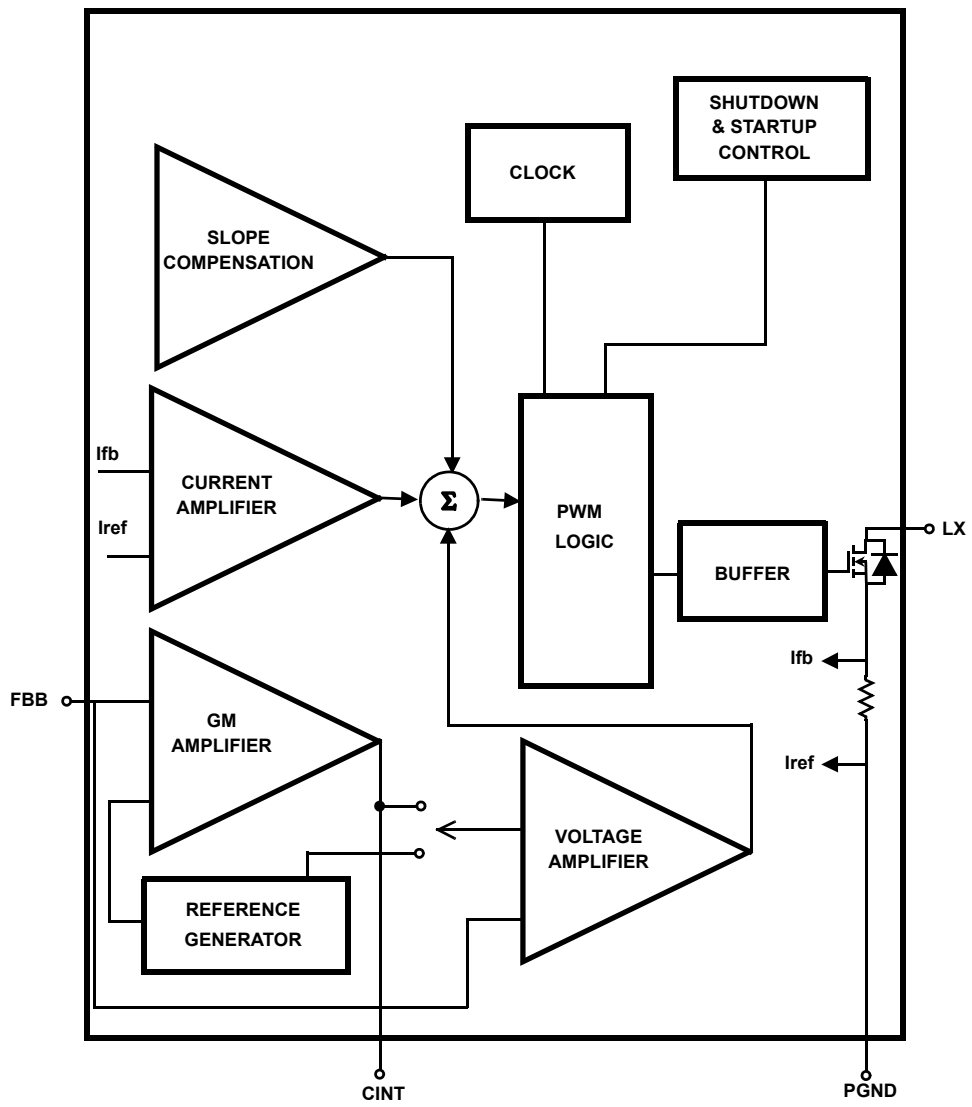 SHUTDOWN
& STARTUP
CONTROL
CLOCK
SLOPE
COMPENSATION
Ifb
CURRENT
AMPLIFIER
Iref
Σ
PWM
LOGIC
BUFFER
LX
Ifb
Iref
FBB
GM
AMPLIFIER
VOLTAGE
AMPLIFIER
REFERENCE
GENERATOR
CINT
PGND